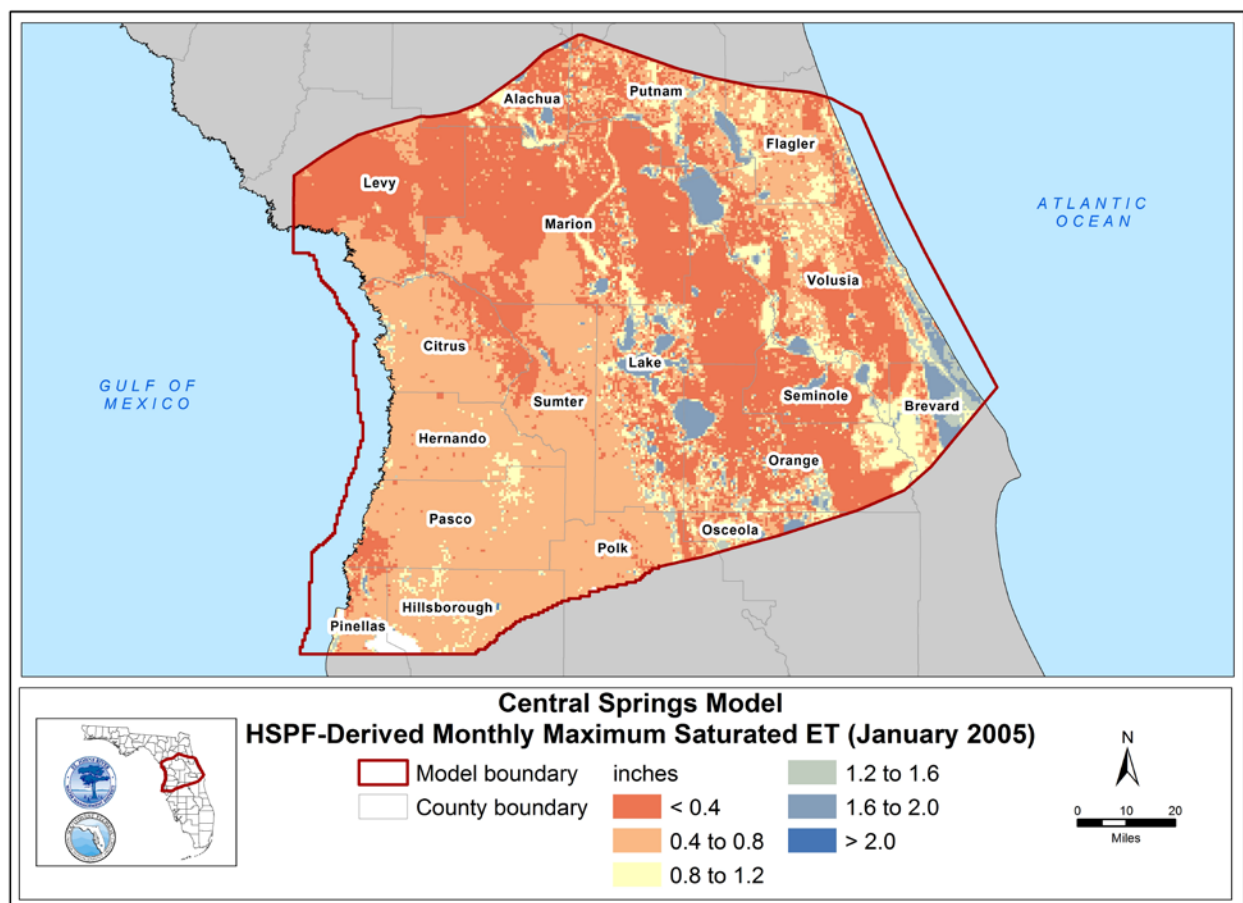 Putnam
Alachua
Flagler
Levy
ATLANTIC
OCEAN
Marion
Volusia
Citrus
Lake
GULF OF
MEXICO
Sumter
Seminole
Brevard
Hernando
Orange
Pasco
Osceola
Polk
Hillsborough
Pinellas
Central Springs Model
HSPF-Derived Monthly Maximum Saturated ET (January 2005)
Model boundary
County boundary
inches
< 0.4
0.4 to 0.8
0.8 to 1.2
1.2 to 1.6
1.6 to 2.0
> 2.0
N
0 10 20
Miles